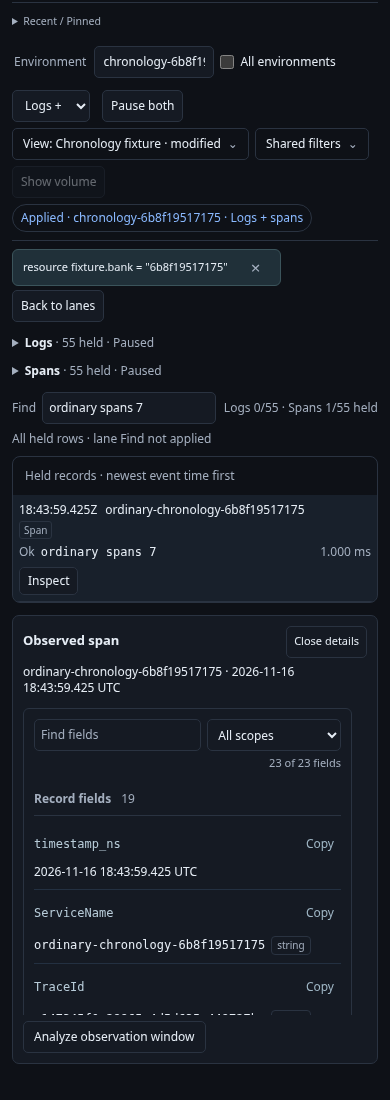 Recent / Pinned
Environment chronology-6b8f1! All environments
Logs + Pause both
View: Chronology fixture · modified Shared filters
Show volume
Applied · chronology-6b8f19517175 · Logs + spans
resource fixture.bank = "6b8f19517175" ×
Back to lanes
Logs · 55 held · Paused
Spans · 55 held · Paused
Find ordinary spans 7 Logs 0/55 · Spans 1/55 held
All held rows · lane Find not applied
Held records · newest event time first
18:43:59.425Z ordinary-chronology-6b8f19517175
Span
Ok ordinary spans 7 1.000 ms
Inspect
Observed span Close details
ordinary-chronology-6b8f19517175 · 2026-11-16
18:43:59.425 UTC
Find fields All scopes
23 of 23 fields
Record fields 19
timestamp_ns Copy
2026-11-16 18:43:59.425 UTC
ServiceName Copy
ordinary-chronology-6b8f19517175 string
TraceId Copy
Analyze observation window